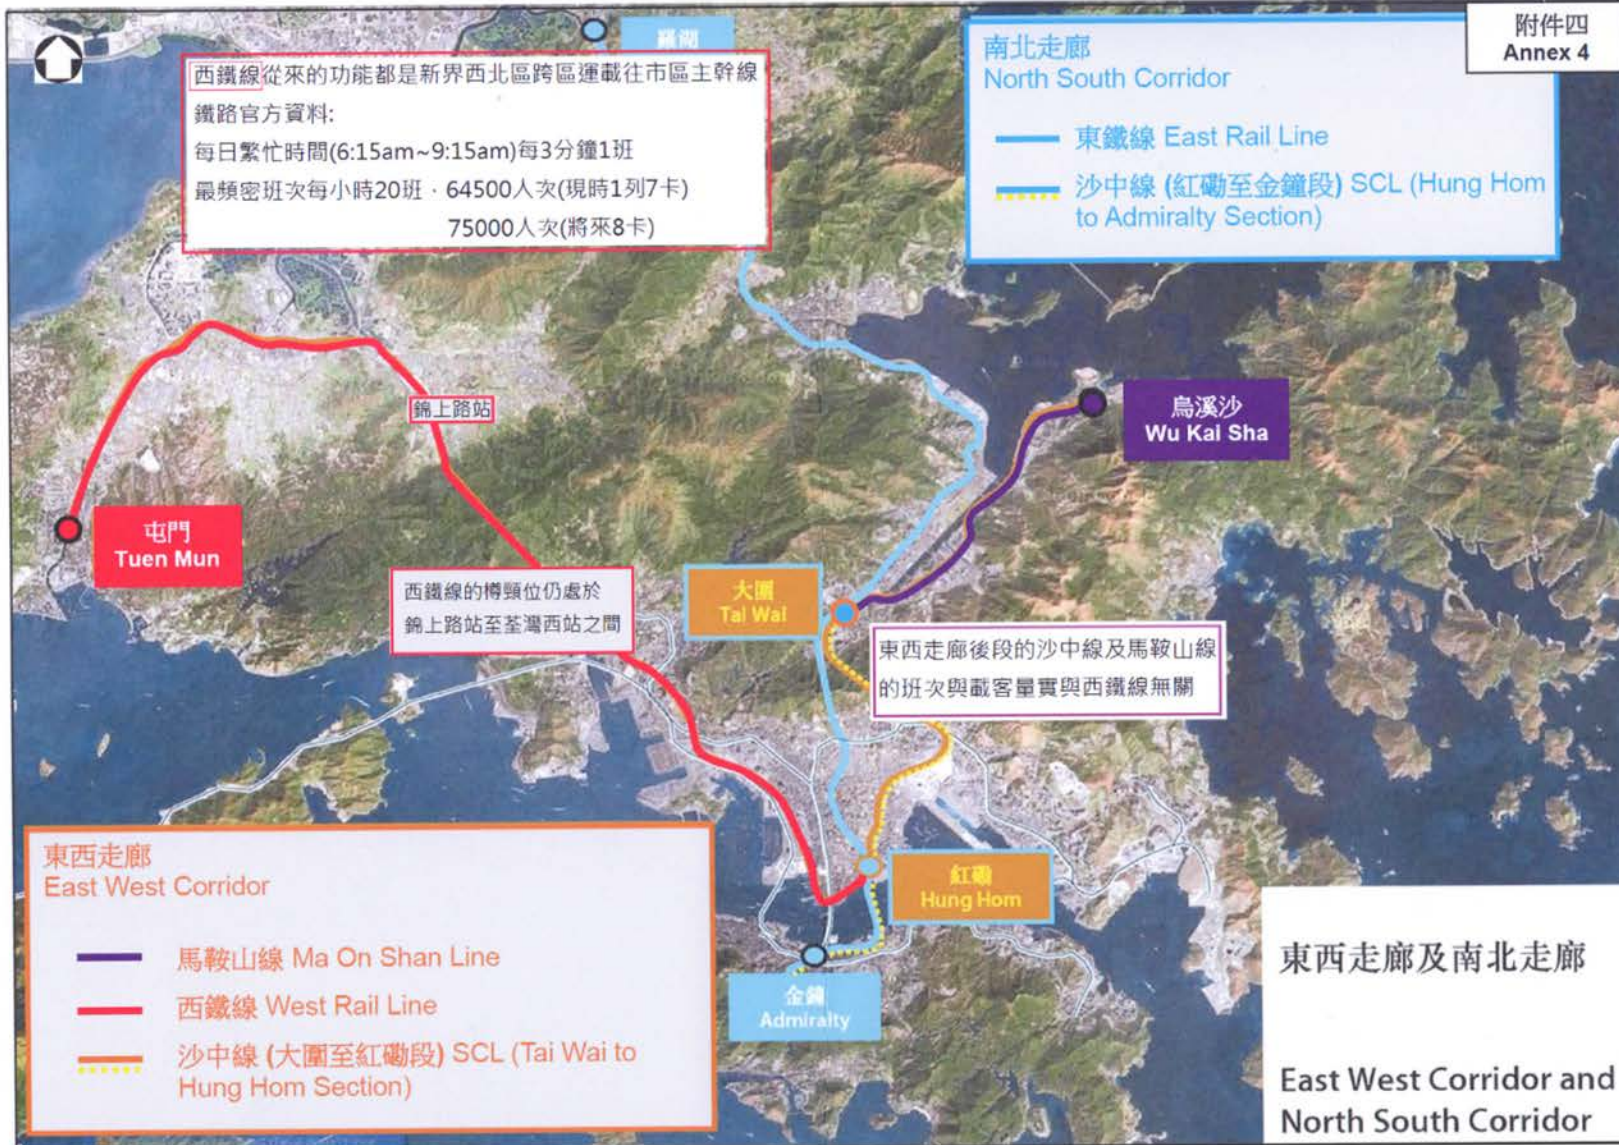 附件四
Annex 4
羅湖
西鐵線從來的功能都是新界西北區跨區運載往市區主幹線
鐵路官方資料:
每日繁忙時間(6:15am~9:15am)每3分鐘1班
最頻密班次每小時20班，64500人次(現時1列7卡)
75000人次(將來8卡)
南北走廊
North South Corridor
東鐵線 East Rail Line
沙中線 (紅磡至金鐘段) SCL (Hung Hom
to Admiralty Section)
錦上路站
烏溪沙
Wu Kai Sha
屯門
Tuen Mun
西鐵線的樽頸位仍處於
錦上路站至荃灣西站之間
大圍
Tai Wai
東西走廊後段的沙中線及馬鞍山線
的班次與載客量實與西鐵線無關
紅磡
Hung Hom
金鐘
Admiralty
東西走廊
East West Corridor
馬鞍山線 Ma On Shan Line
西鐵線 West Rail Line
沙中線 (大圍至紅磡段) SCL (Tai Wai to
Hung Hom Section)
東西走廊及南北走廊
East West Corridor and
North South Corridor